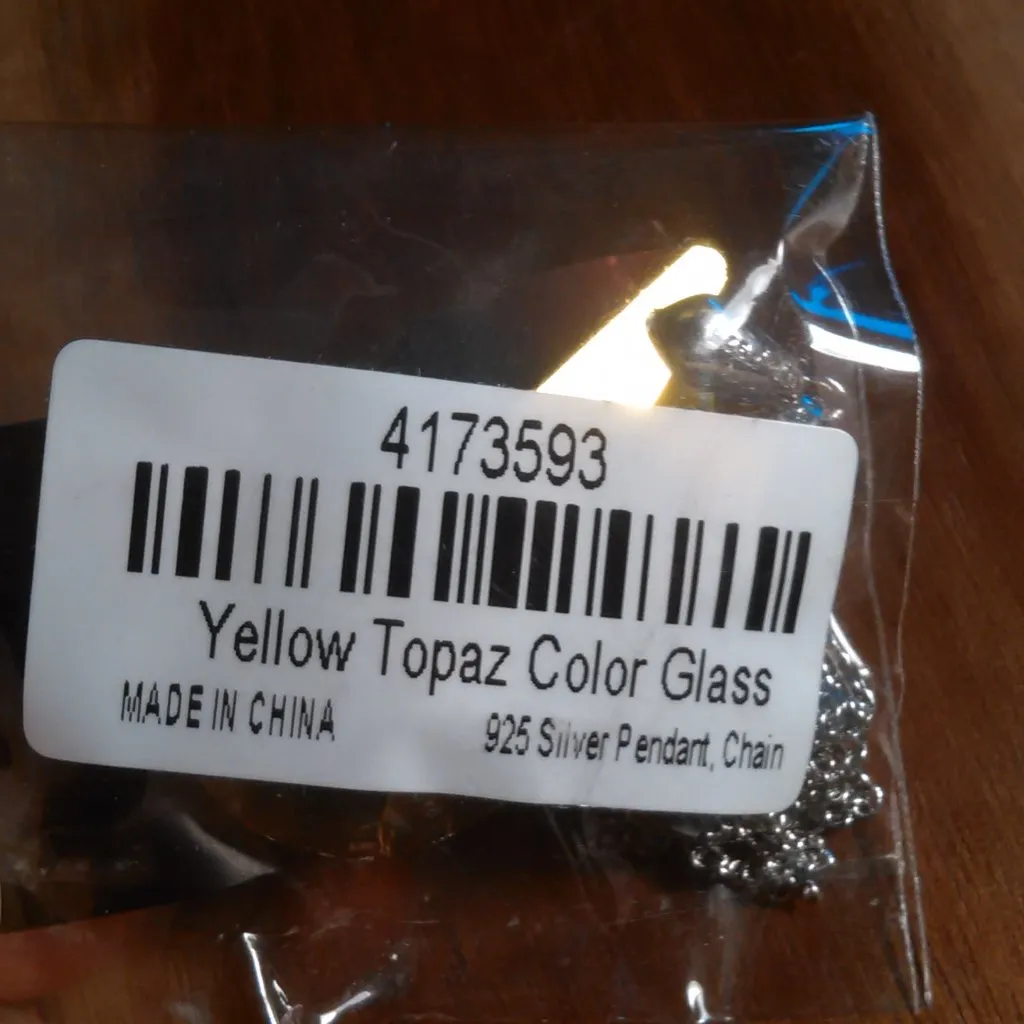 4173593
Yellow Topaz Color Glass
MADE IN CHINA
925 Silver Pendant, Chain